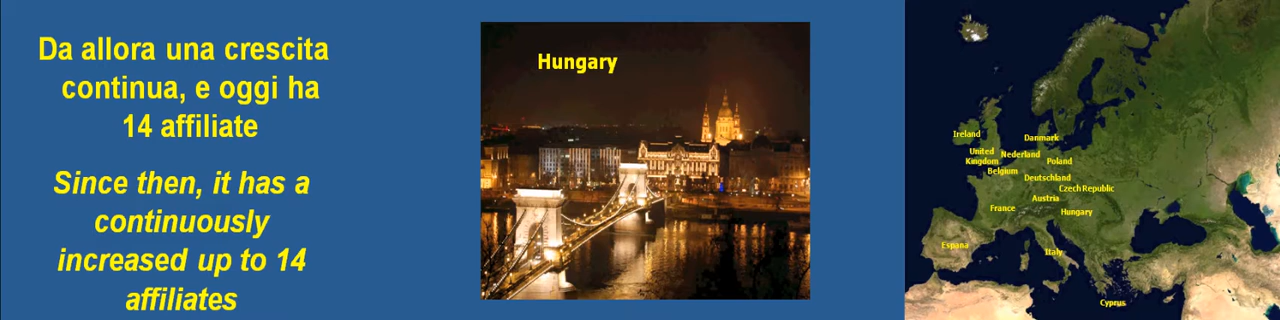 Da allora una crescita
continua, e oggi ha
14 affiliate
Since then, it has a
continuously
increased up to 14
affiliates
Hungary
Ireland
Danmark
United
Kingdom
Nederland
Poland
Belgium
Deutschland
Czech Republic
Austria
France
Hungary
Espana
Italy
Cyprus